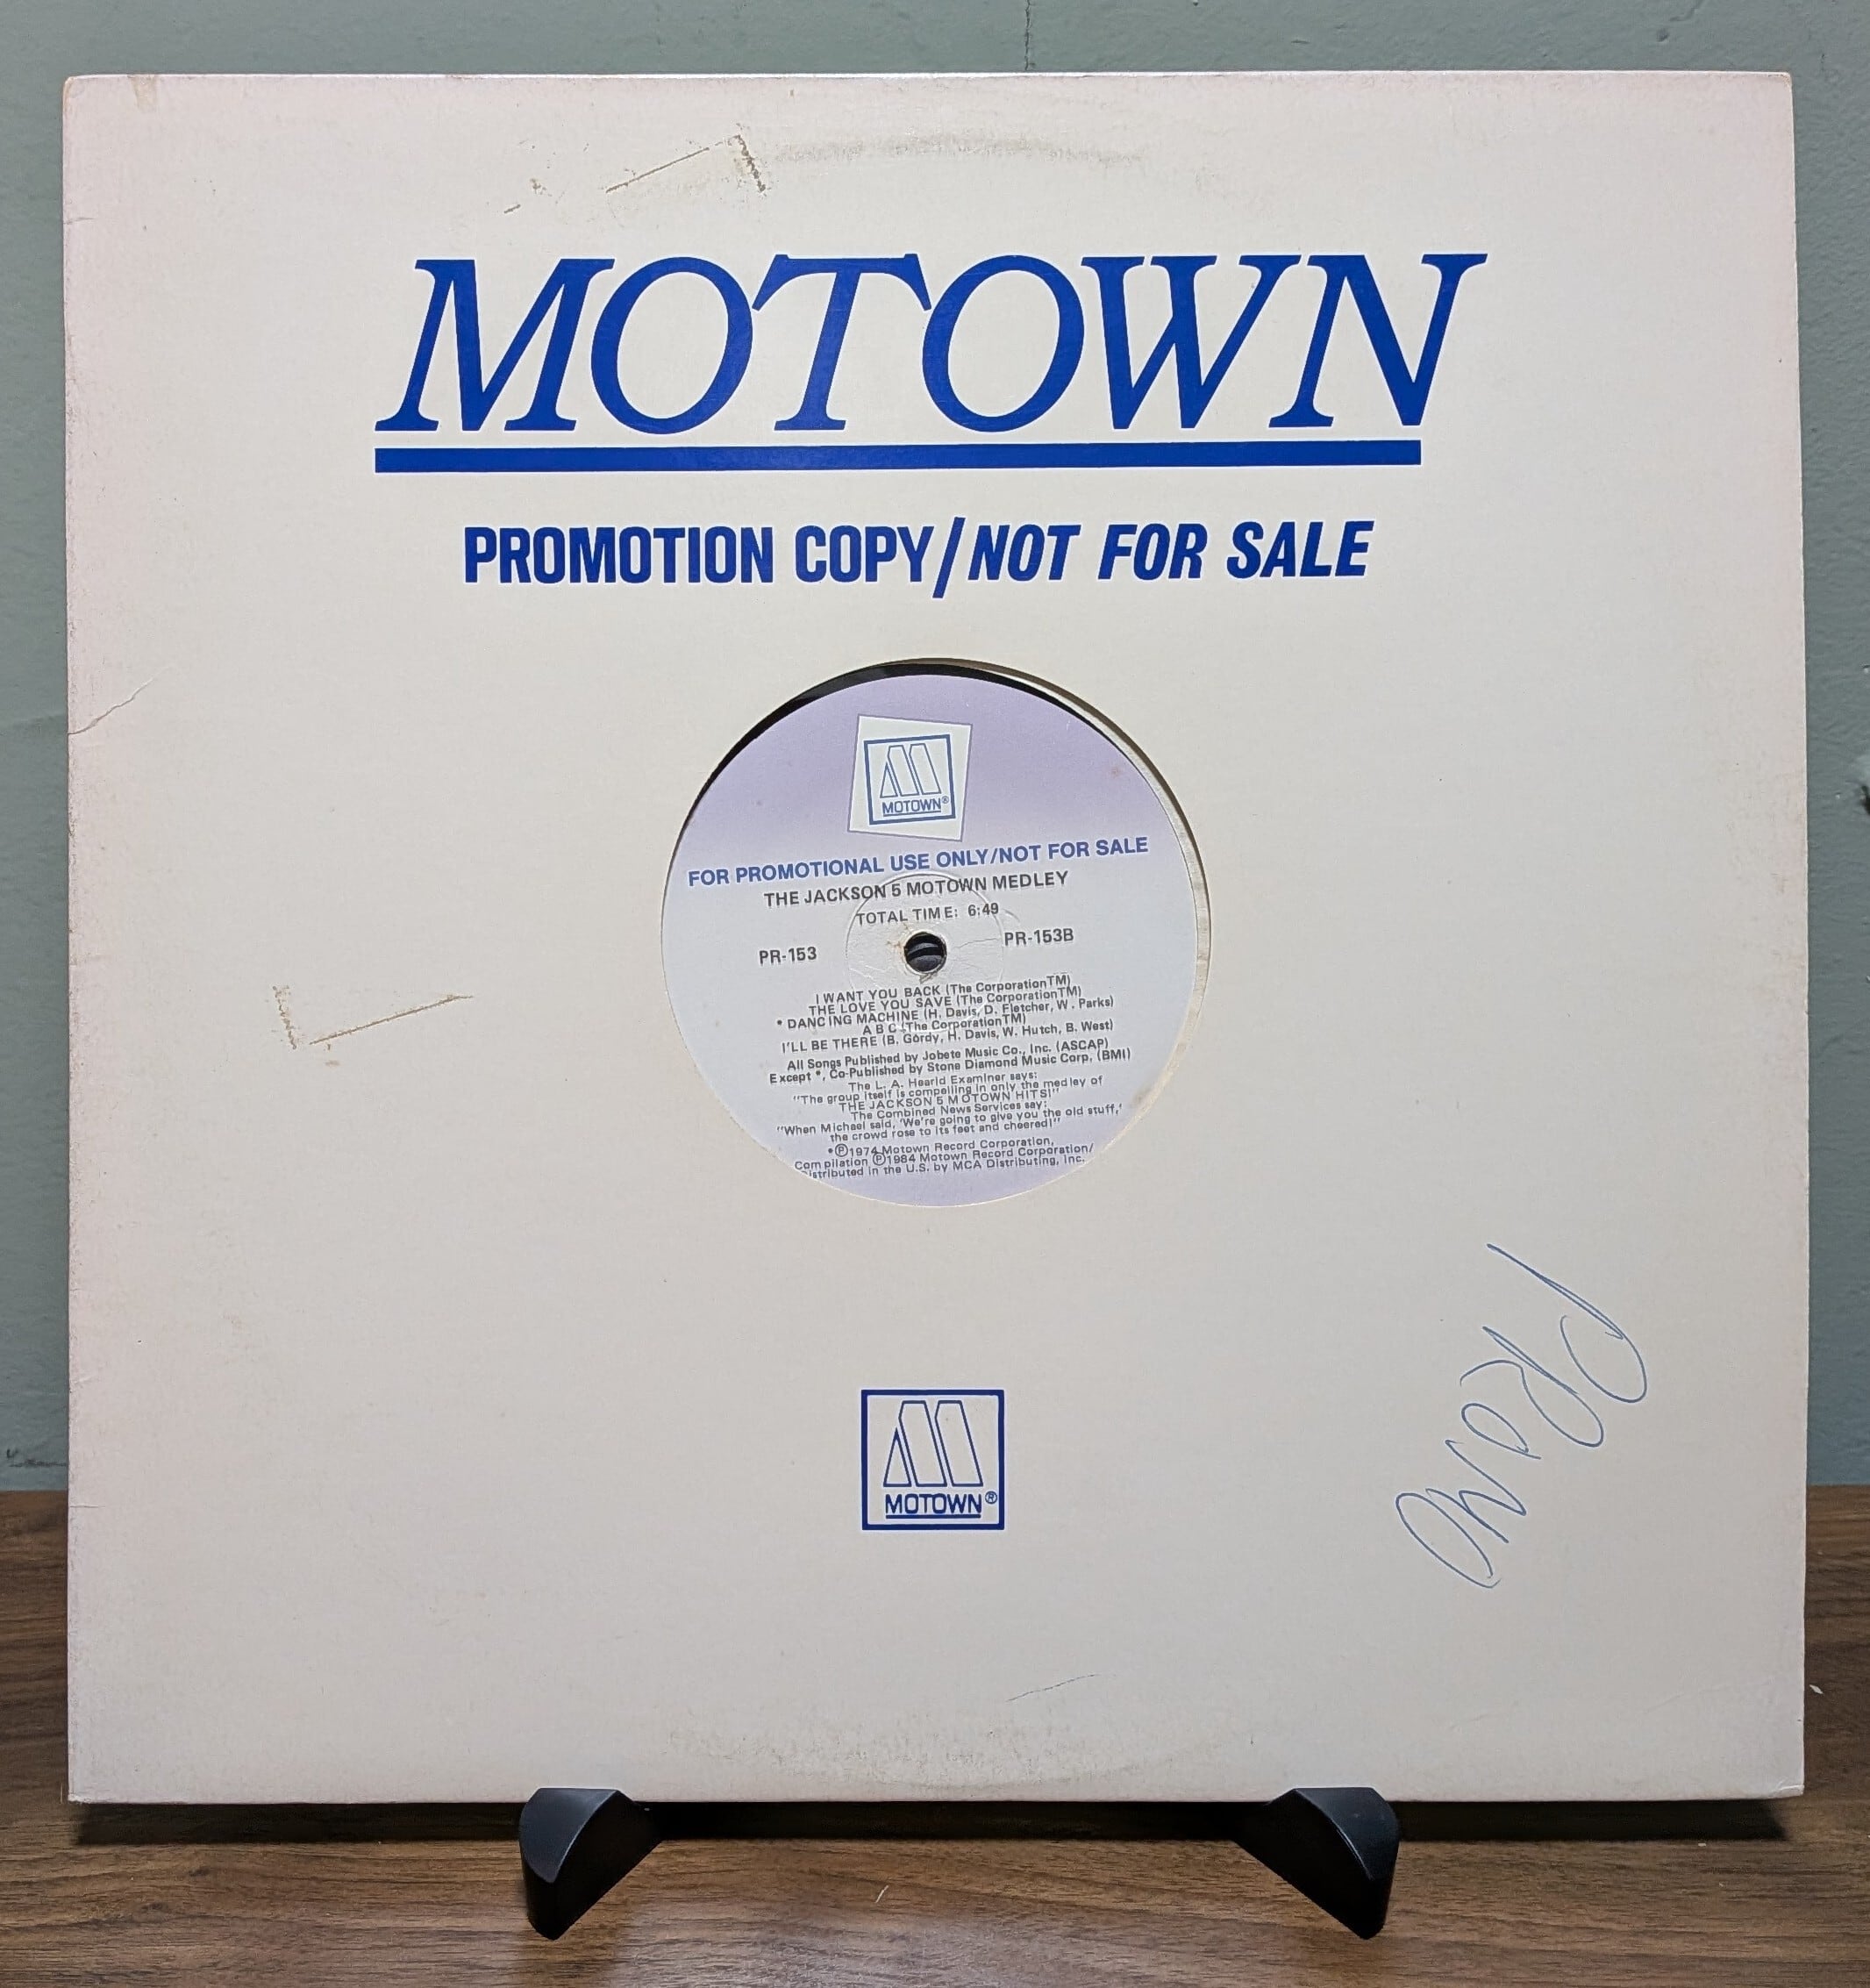 MOTOWN
PROMOTION COPY/NOT FOR SALE
MOTOWN®
FOR PROMOTIONAL USE ONLY/NOT FOR SALE
THE JACKSON 5 MOTOWN MEDLEY
TOTAL TIME: 6:49
PR-153 PR-153B
I WANT YOU BACK (The CorporationTM)
THE LOVE YOU SAVE (The CorporationTM)
• DANCING MACHINE (H. Davis, D. Fletcher, W. Parks)
A B C (The CorporationTM)
I'LL BE THERE (B. Gordy, H. Davis, W. Hutch, B. West)
All Songs Published by Jobete Music Co., Inc. (ASCAP)
Except •, Co-Published by Stone Diamond Music Corp. (BMI)
The L. A. Hearld Examiner says:
"The group itself is compelling in only the medley of
THE JACKSON 5 MOTOWN HITS!"
The Combined News Services say:
"When Michael said, 'We're going to give you the old stuff,'
the crowd rose to its feet and cheered!"
•℗1974 Motown Record Corporation,
Compilation ℗1984 Motown Record Corporation/
Distributed in the U.S. by MCA Distributing, Inc.
PROMO
MOTOWN®